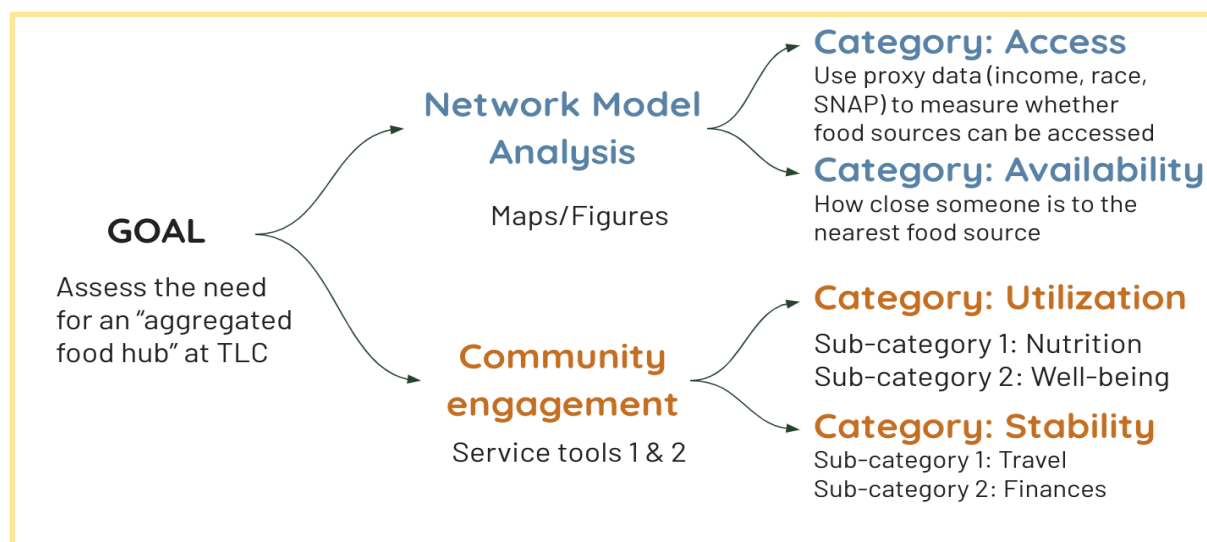 GOAL
Assess the need
for an “aggregated
food hub” at TLC
Network Model
Analysis
Maps/Figures
Category: Access
Use proxy data (income, race,
SNAP) to measure whether
food sources can be accessed
Category: Availability
How close someone is to the
nearest food source
Community
engagement
Service tools 1 & 2
Category: Utilization
Sub-category 1: Nutrition
Sub-category 2: Well-being
Category: Stability
Sub-category 1: Travel
Sub-category 2: Finances